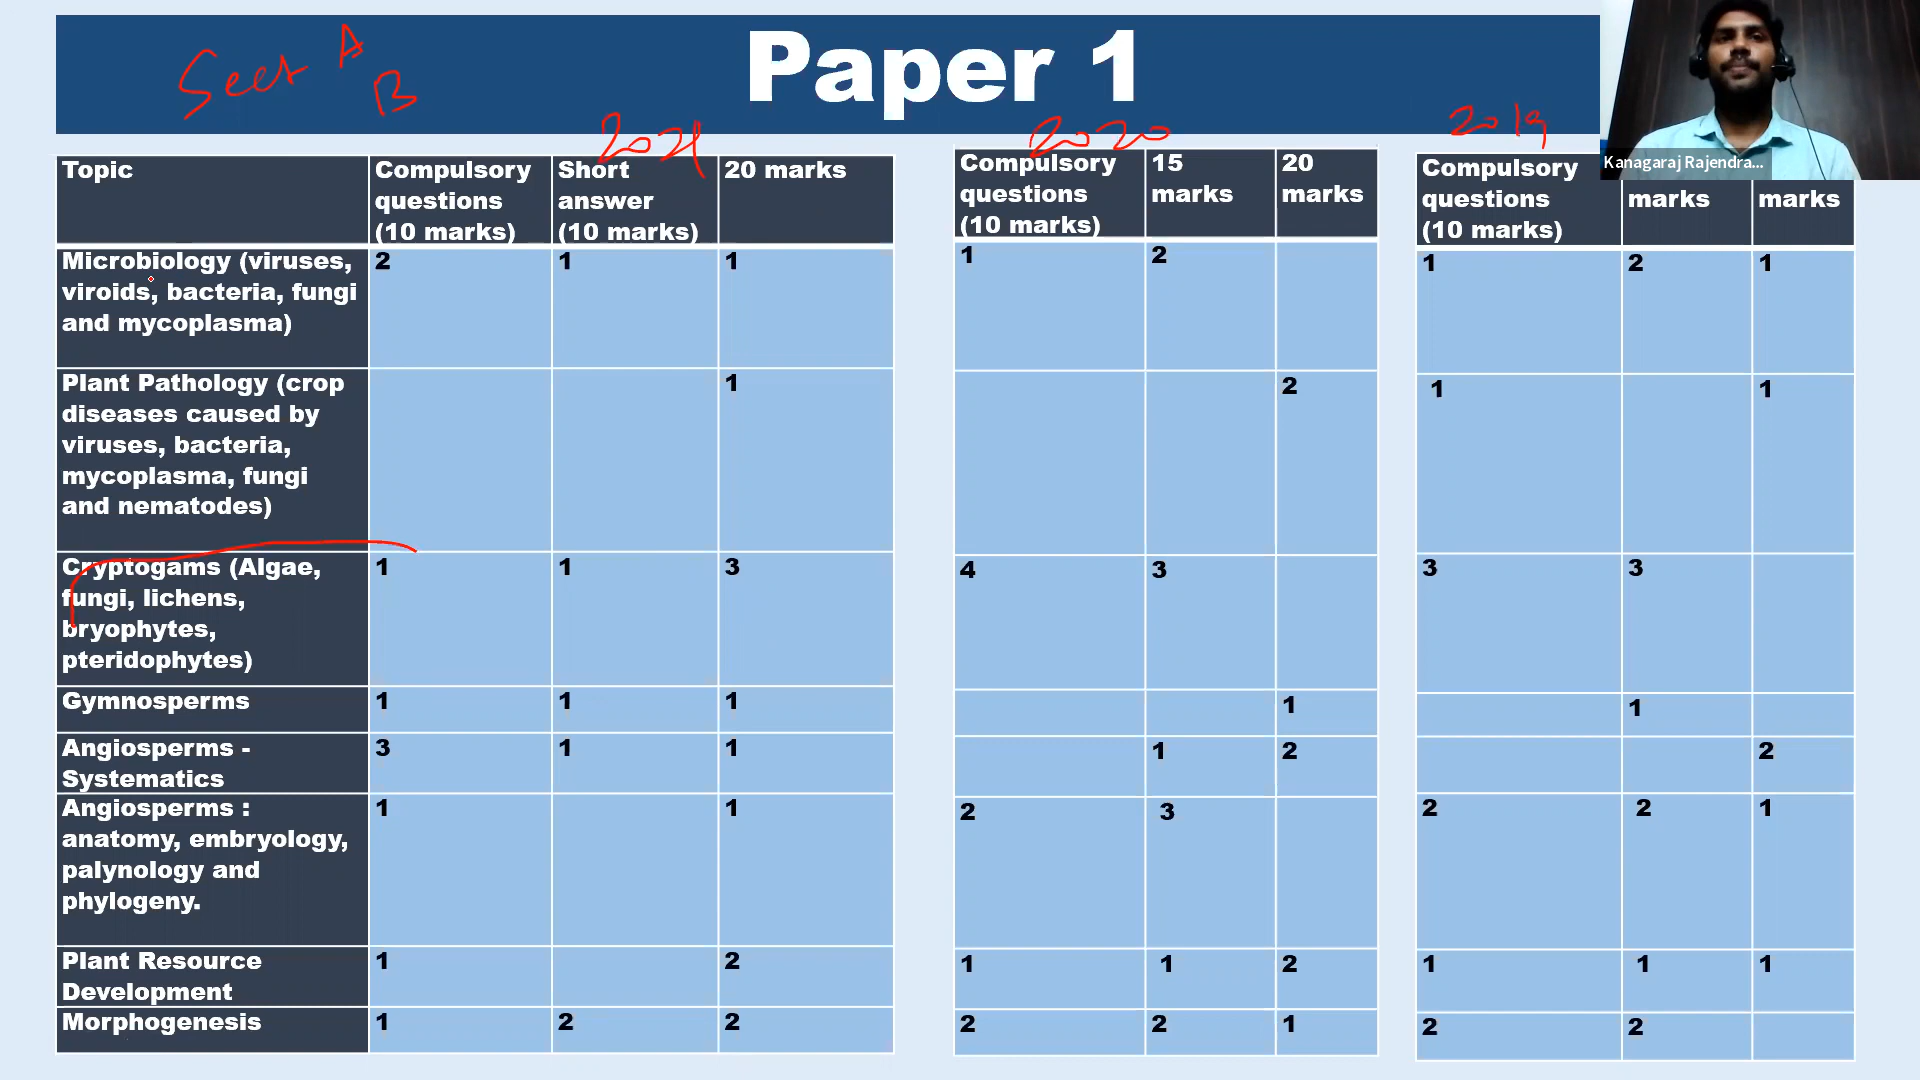 Paper 1
Sect A
B
2021
2020
2019
Kanagaraj Rajendra...
Topic
Compulsory questions (10 marks)
Short answer (10 marks)
20 marks
Compulsory questions (10 marks)
15 marks
20 marks
Compulsory questions (10 marks)
marks
marks
Microbiology (viruses,
viroids, bacteria, fungi
and mycoplasma)
2 1 1
1 2
1 2 1
Plant Pathology (crop
diseases caused by
viruses, bacteria,
mycoplasma, fungi
and nematodes)
1
2
1 1
Cryptogams (Algae,
fungi, lichens,
bryophytes,
pteridophytes)
1 1 3
4 3
3 3
Gymnosperms
1 1 1
1
1
Angiosperms -
Systematics
3 1 1
1 2
2
Angiosperms :
anatomy, embryology,
palynology and
phylogeny.
1 1
2 3
2 2 1
Plant Resource
Development
1 2
1 1 2
1 1 1
Morphogenesis
1 2 2
2 2 1
2 2